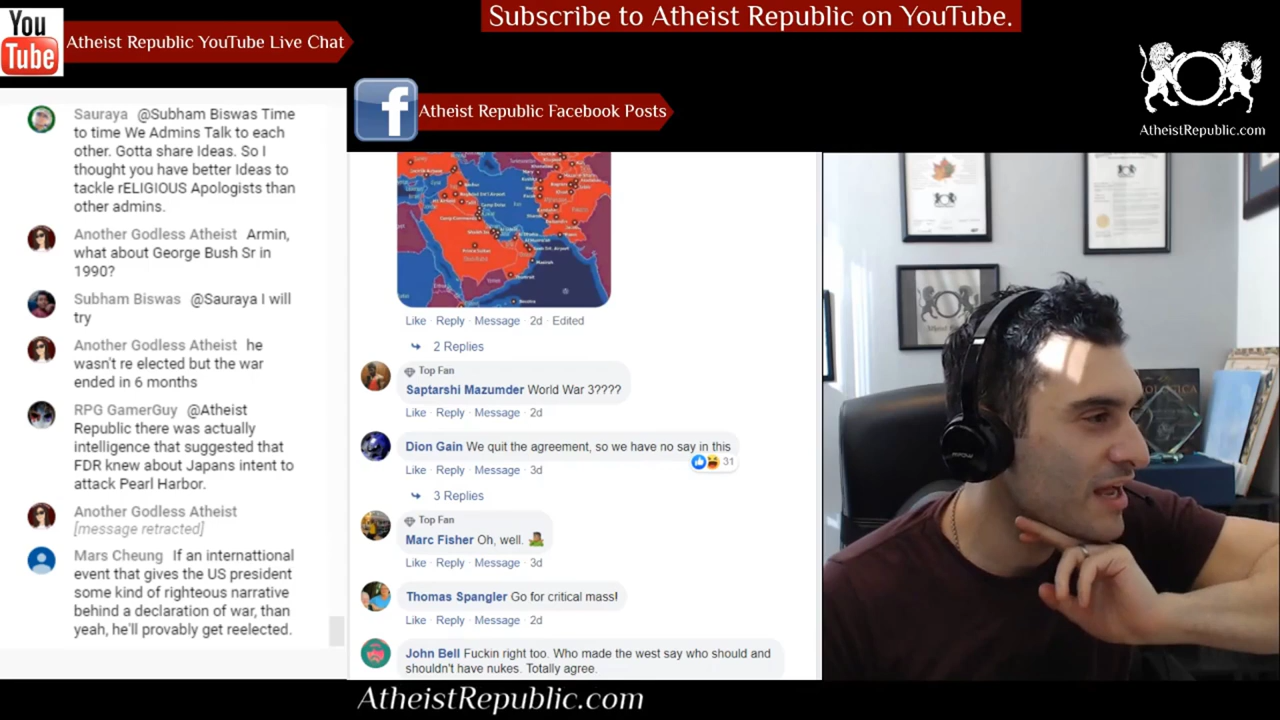 Subscribe to Atheist Republic on YouTube.
You
Tube
Atheist Republic YouTube Live Chat
AtheistRepublic.com
f
Atheist Republic Facebook Posts
Sauraya @Subham Biswas Time
to time We Admins Talk to each
other. Gotta share Ideas. So I
thought you have better Ideas to
tackle rELIGIOUS Apologists than
other admins.
Another Godless Atheist Armin,
what about George Bush Sr in
1990?
Subham Biswas @Sauraya I will
try
Another Godless Atheist he
wasn't re elected but the war
ended in 6 months
RPG GamerGuy @Atheist
Republic there was actually
intelligence that suggested that
FDR knew about Japans intent to
attack Pearl Harbor.
Another Godless Atheist
[message retracted]
Mars Cheung If an internattional
event that gives the US president
some kind of righteous narrative
behind a declaration of war, than
yeah, he'll provably get reelected.
Like · Reply · Message · 2d · Edited
2 Replies
Top Fan
Saptarshi Mazumder World War 3????
Like · Reply · Message · 2d
Dion Gain We quit the agreement, so we have no say in this
31
Like · Reply · Message · 3d
3 Replies
Top Fan
Marc Fisher Oh, well.
Like · Reply · Message · 3d
Thomas Spangler Go for critical mass!
Like · Reply · Message · 2d
John Bell Fuckin right too. Who made the west say who should and
shouldn't have nukes. Totally agree.
AtheistRepublic.com